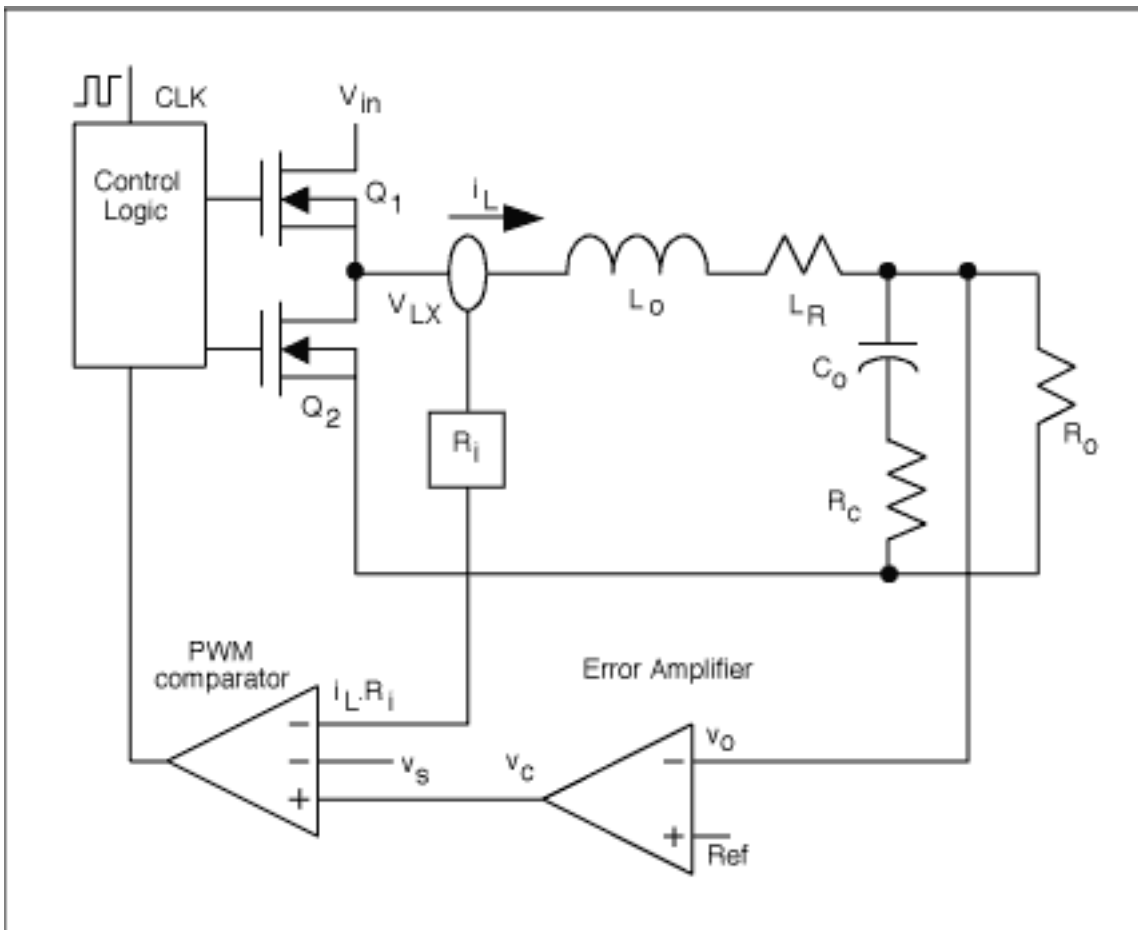 CLK
V_in
Control
Logic
Q_1
i_L
V_LX
L_o
L_R
C_o
Q_2
R_i
R_o
R_c
PWM
comparator
Error Amplifier
i_L.R_i
−
v_o
−
v_s
v_c
−
+
+
Ref